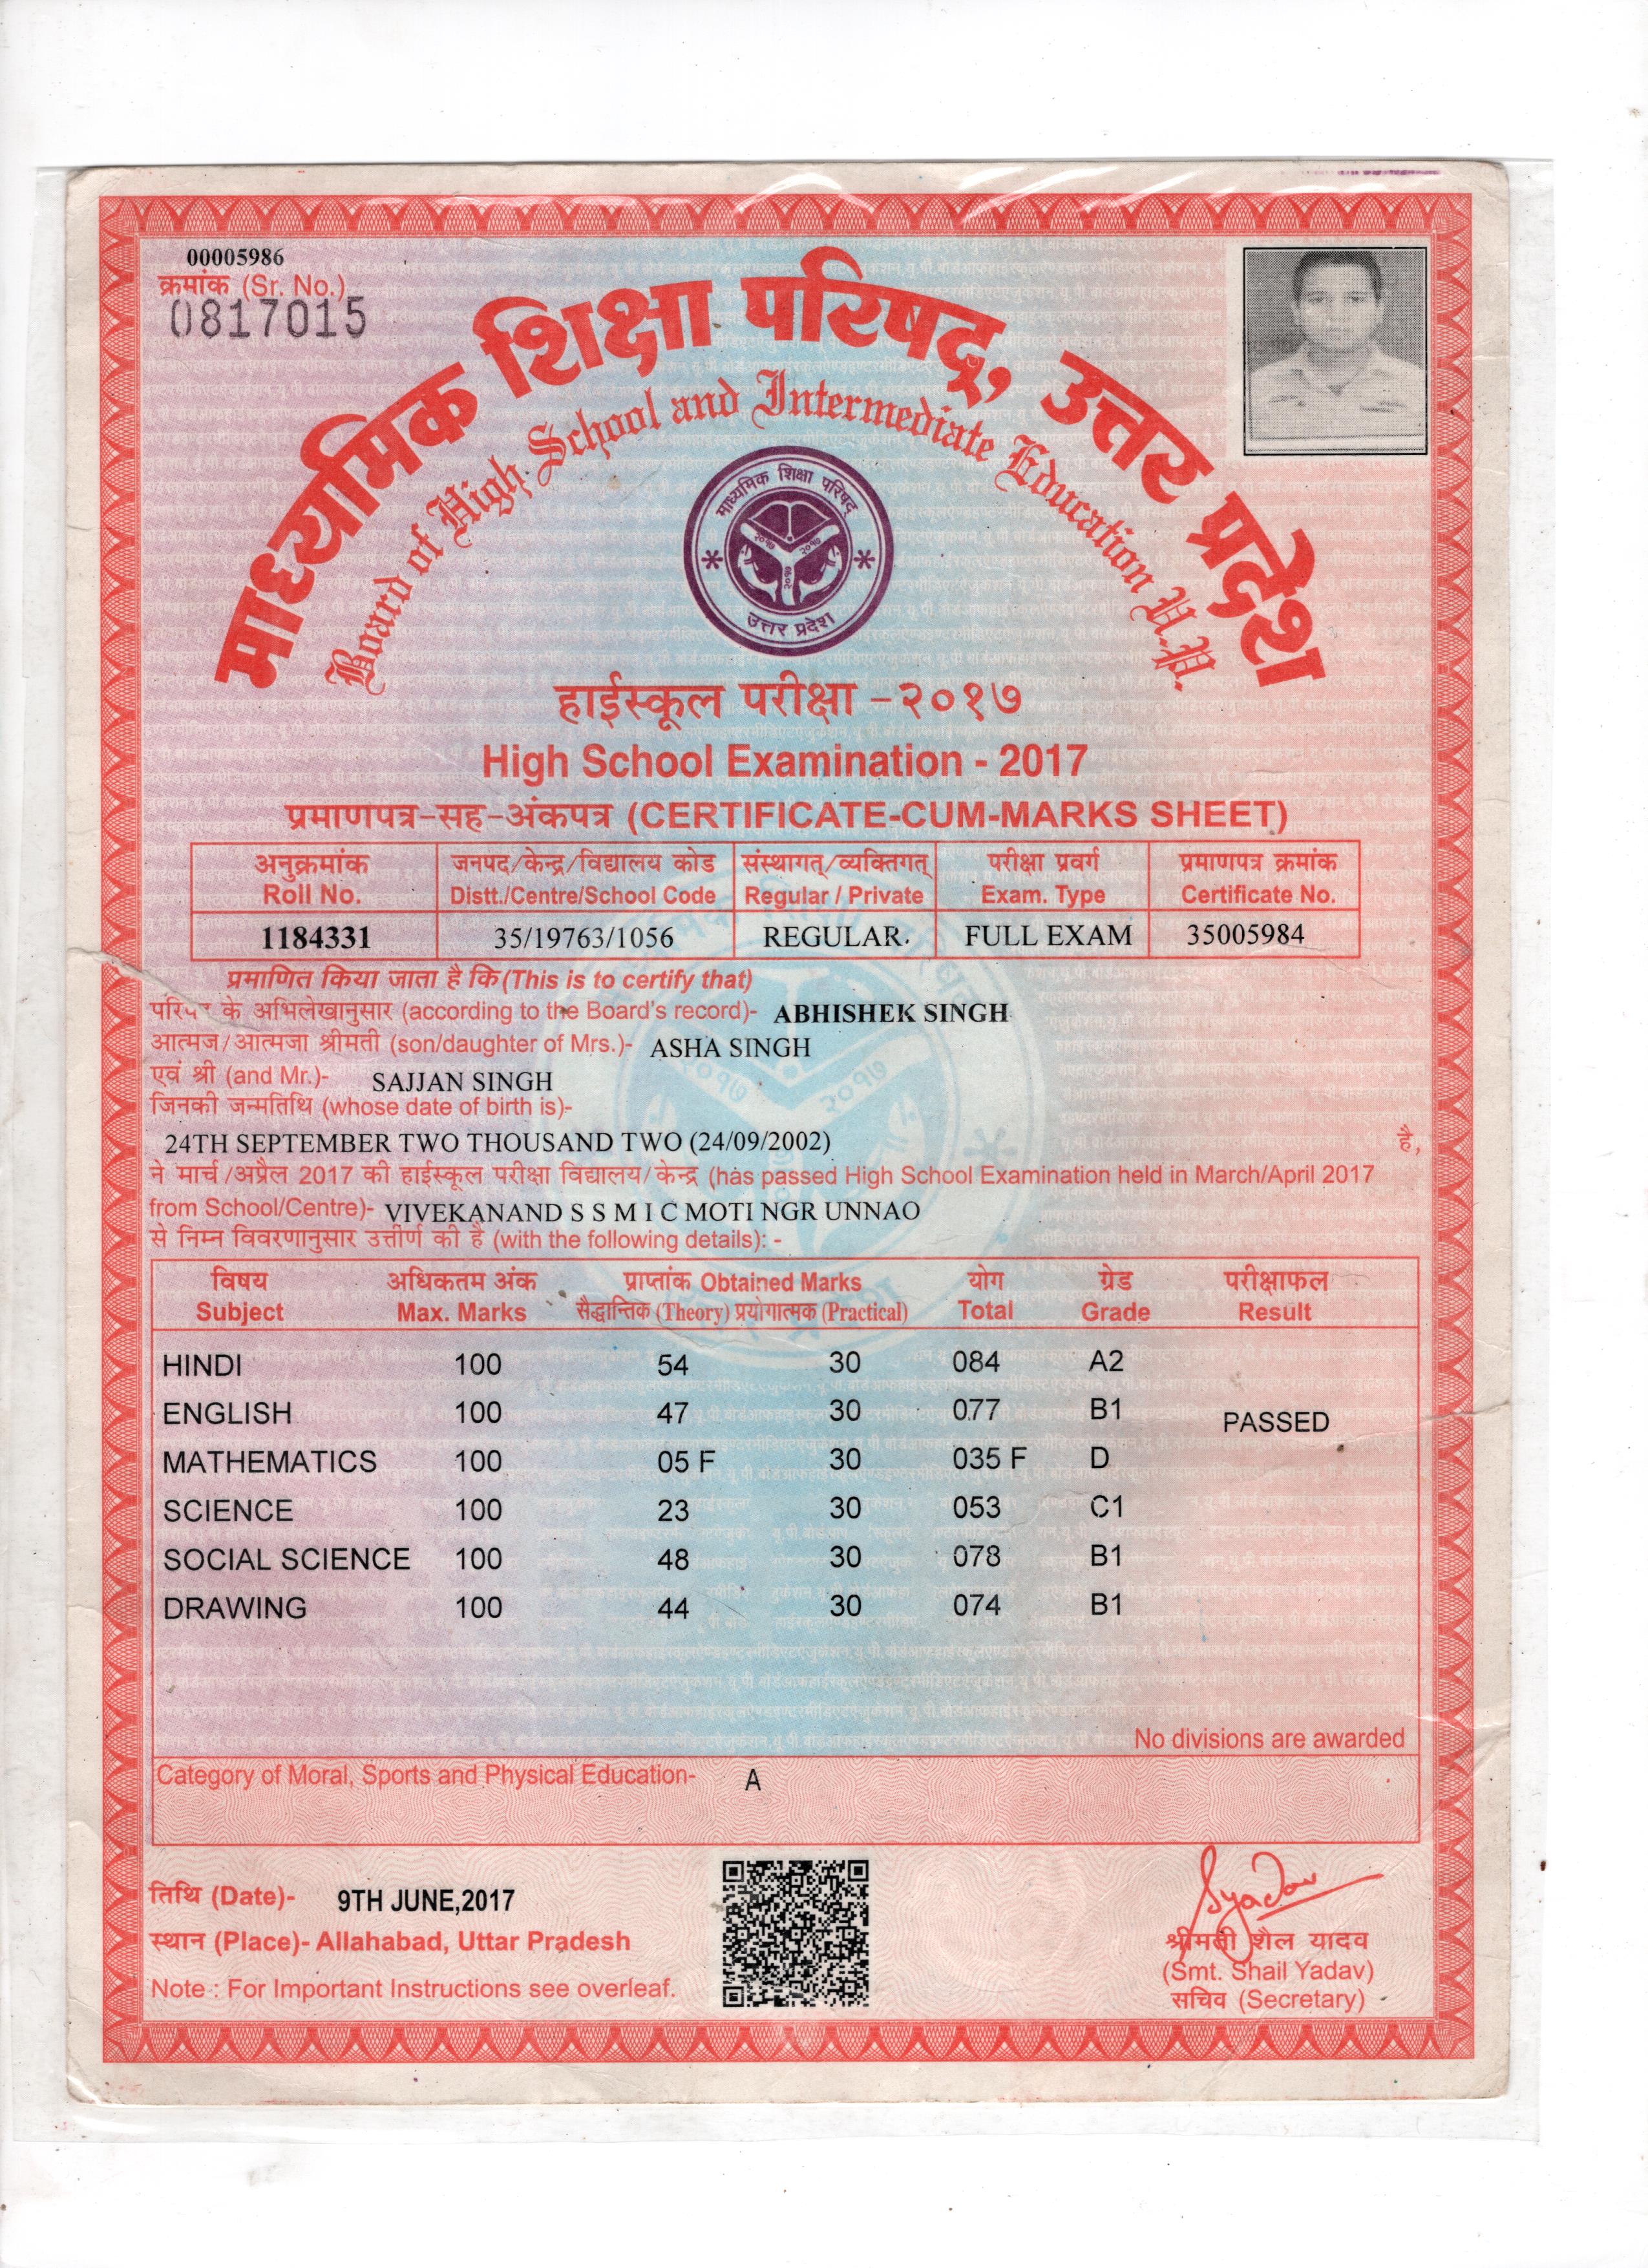 00005986
क्रमांक (Sr. No.)
0817015
माध्यमिक शिक्षा परिषद्, उत्तर प्रदेश
Board of High School and Intermediate Education U.P.
माध्यमिक शिक्षा परिषद्
२०१७ २०१७
२०१७
उत्तर प्रदेश
हाईस्कूल परीक्षा -२०१७
High School Examination - 2017
प्रमाणपत्र-सह-अंकपत्र (CERTIFICATE-CUM-MARKS SHEET)
अनुक्रमांक जनपद/केन्द्र/विद्यालय कोड संस्थागत्/व्यक्तिगत् परीक्षा प्रवर्ग प्रमाणपत्र क्रमांक
Roll No. Distt./Centre/School Code Regular / Private Exam. Type Certificate No.
1184331 35/19763/1056 REGULAR. FULL EXAM 35005984
प्रमाणित किया जाता है कि (This is to certify that)
के अभिलेखानुसार (according to the Board's record)- ABHISHEK SINGH
आत्मज/आत्मजा श्रीमती (son/daughter of Mrs.)- ASHA SINGH
एवं श्री (and Mr.)- SAJJAN SINGH
जिनकी जन्मतिथि (whose date of birth is)-
24TH SEPTEMBER TWO THOUSAND TWO (24/09/2002) है,
ने मार्च/अप्रैल 2017 की हाईस्कूल परीक्षा विद्यालय/केन्द्र (has passed High School Examination held in March/April 2017
from School/Centre)- VIVEKANAND S S M I C MOTI NGR UNNAO
से निम्न विवरणानुसार उत्तीर्ण की है (with the following details): -
विषय अधिकतम अंक प्राप्तांक Obtained Marks योग ग्रेड परीक्षाफल
Subject Max. Marks सैद्धान्तिक (Theory) प्रयोगात्मक (Practical) Total Grade Result
HINDI 100 54 30 084 A2
ENGLISH 100 47 30 077 B1 PASSED
MATHEMATICS 100 05 F 30 035 F D
SCIENCE 100 23 30 053 C1
SOCIAL SCIENCE 100 48 30 078 B1
DRAWING 100 44 30 074 B1
No divisions are awarded
Category of Moral, Sports and Physical Education- A
तिथि (Date)- 9TH JUNE,2017
स्थान (Place)- Allahabad, Uttar Pradesh
Note : For Important Instructions see overleaf.
Syadav
श्रीमती शैल यादव
(Smt. Shail Yadav)
सचिव (Secretary)